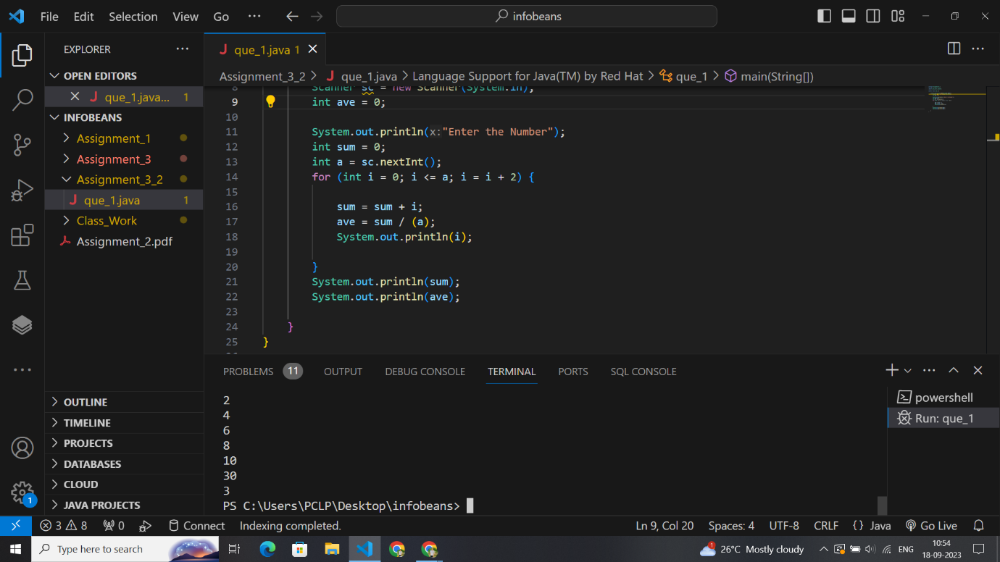 File Edit Selection View Go ··· infobeans
EXPLORER ···
OPEN EDITORS
que_1.java... 1
INFOBEANS
Assignment_1
Assignment_3
Assignment_3_2
que_1.java 1
Class_Work
Assignment_2.pdf
OUTLINE
TIMELINE
PROJECTS
DATABASES
CLOUD
JAVA PROJECTS
1
que_1.java 1
Assignment_3_2 > que_1.java > Language Support for Java(TM) by Red Hat > que_1 > main(String[])
8 Scanner sc = new Scanner(System.in);
9 int ave = 0;
10
11 System.out.println(x:"Enter the Number");
12 int sum = 0;
13 int a = sc.nextInt();
14 for (int i = 0; i <= a; i = i + 2) {
15
16 sum = sum + i;
17 ave = sum / (a);
18 System.out.println(i);
19
20 }
21 System.out.println(sum);
22 System.out.println(ave);
23
24 }
25 }
PROBLEMS 11 OUTPUT DEBUG CONSOLE TERMINAL PORTS SQL CONSOLE
2
4
6
8
10
30
3
PS C:\Users\PCLP\Desktop\infobeans>
powershell
Run: que_1
3 8 0 Connect Indexing completed. Ln 9, Col 20 Spaces: 4 UTF-8 CRLF {} Java Go Live
Type here to search 1 26°C Mostly cloudy ENG 10:54
18-09-2023